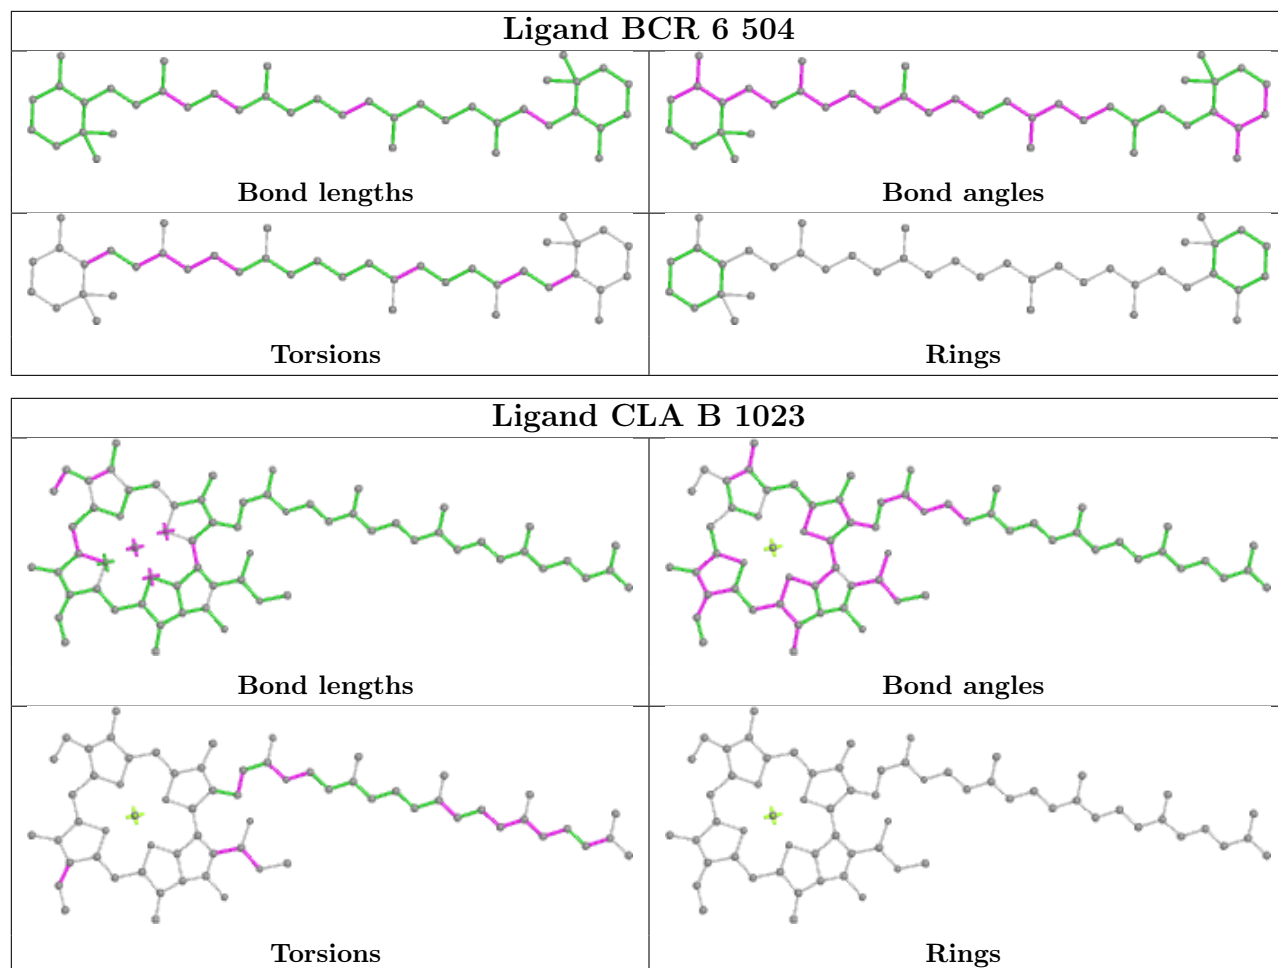 Ligand BCR 6 504
Bond lengths
Bond angles
Torsions
Rings
Ligand CLA B 1023
Bond lengths
Bond angles
Torsions
Rings